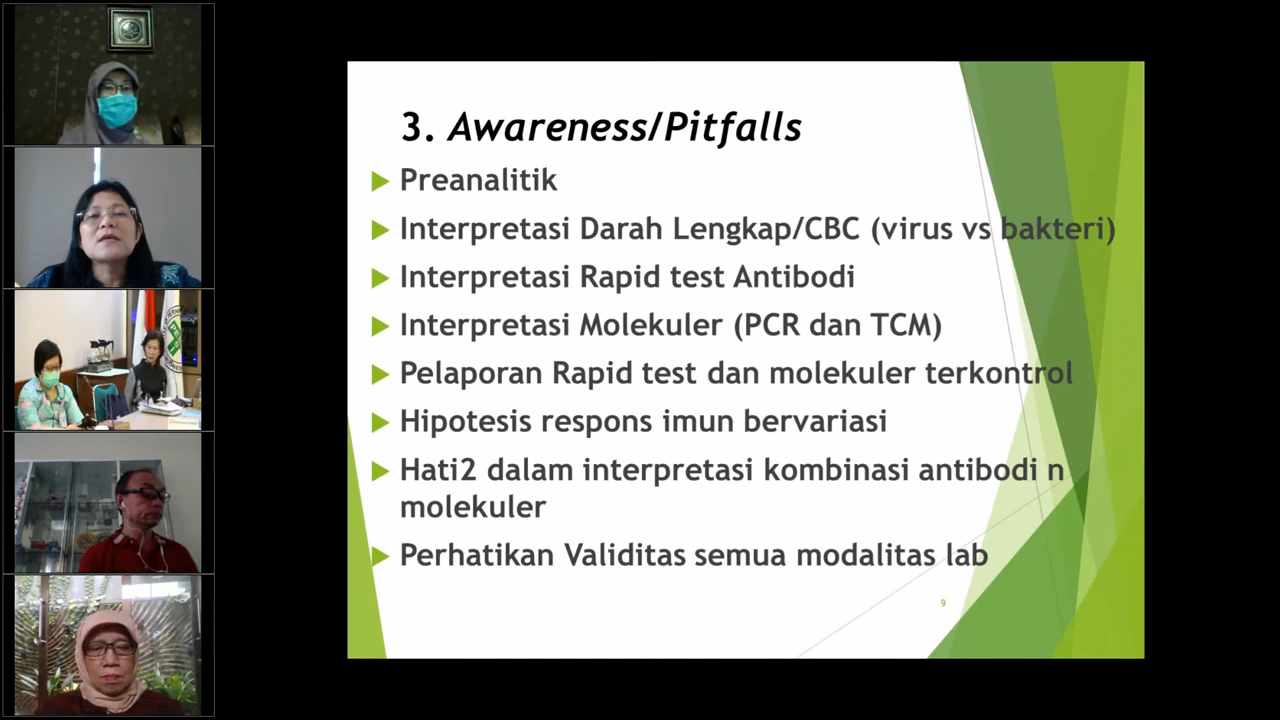 3. Awareness/Pitfalls
Preanalitik
Interpretasi Darah Lengkap/CBC (virus vs bakteri)
Interpretasi Rapid test Antibodi
Interpretasi Molekuler (PCR dan TCM)
Pelaporan Rapid test dan molekuler terkontrol
Hipotesis respons imun bervariasi
Hati2 dalam interpretasi kombinasi antibodi n
molekuler
Perhatikan Validitas semua modalitas lab
9